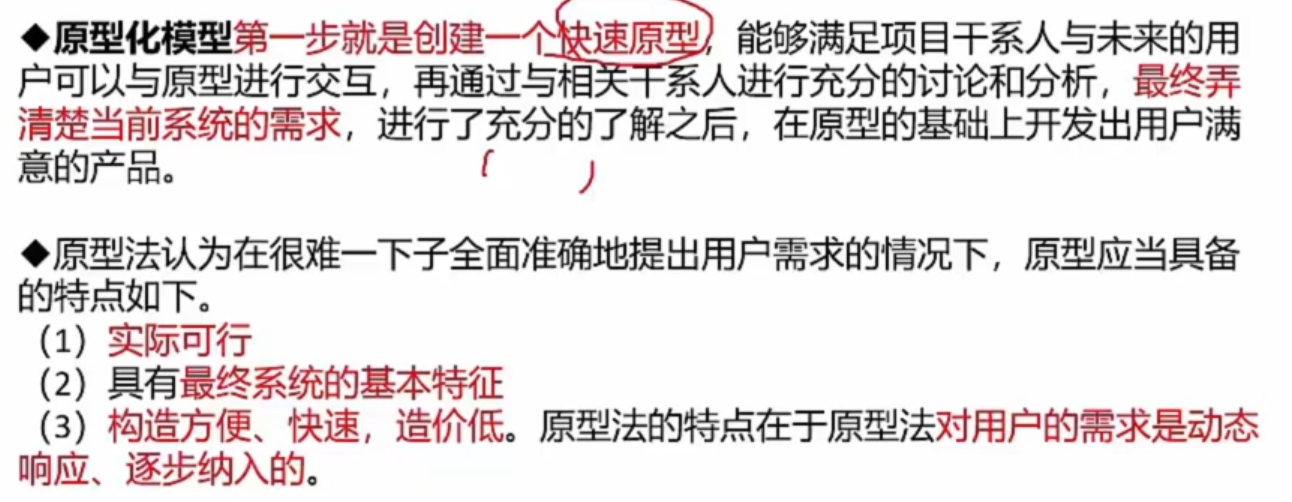 ◆原型化模型第一步就是创建一个快速原型，能够满足项目干系人与未来的用
户可以与原型进行交互，再通过与相关干系人进行充分的讨论和分析，最终弄
清楚当前系统的需求，进行了充分的了解之后，在原型的基础上开发出用户满
意的产品。
◆原型法认为在很难一下子全面准确地提出用户需求的情况下，原型应当具备
的特点如下。
（1）实际可行
（2）具有最终系统的基本特征
（3）构造方便、快速，造价低。原型法的特点在于原型法对用户的需求是动态
响应、逐步纳入的。